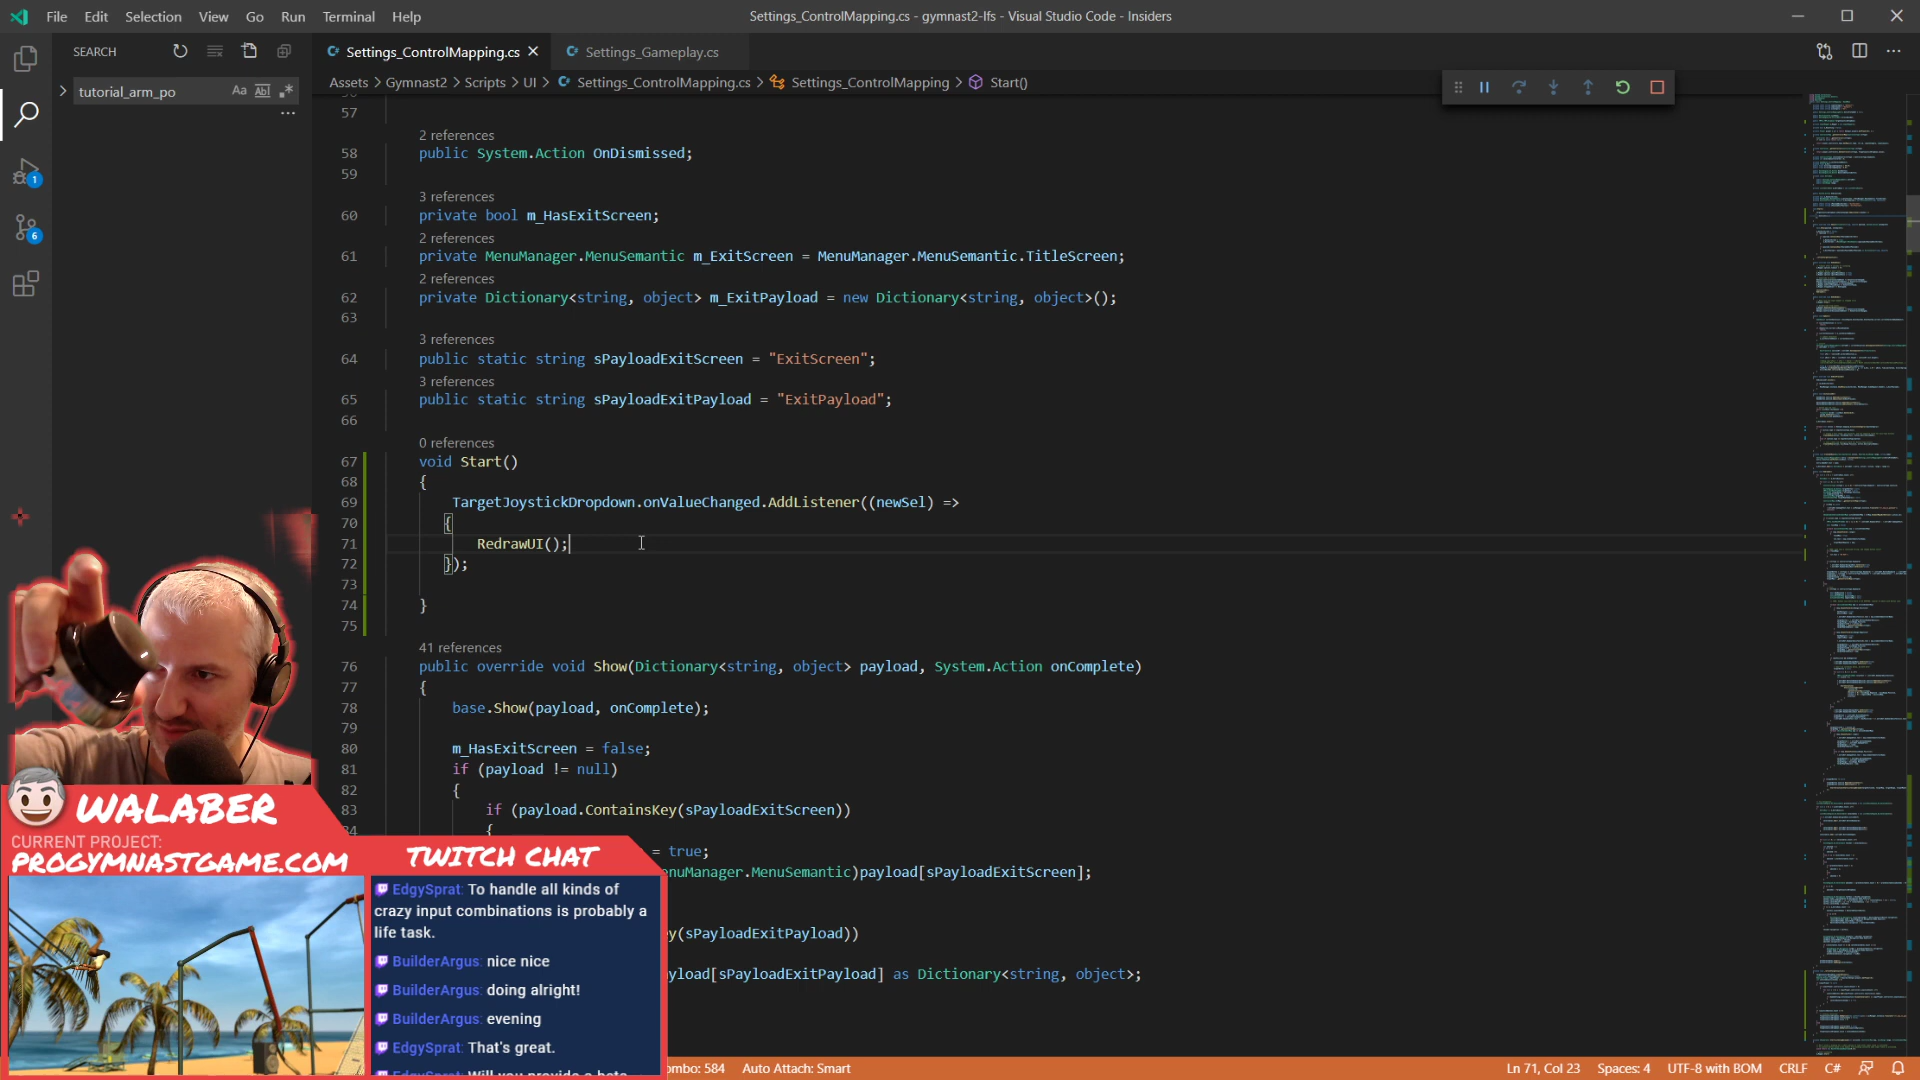 File Edit Selection View Go Run Terminal Help
Settings_ControlMapping.cs - gymnast2-lfs - Visual Studio Code - Insiders
SEARCH
Settings_ControlMapping.cs
Settings_Gameplay.cs
tutorial_arm_po
Aa
Assets > Gymnast2 > Scripts > UI > Settings_ControlMapping.cs > Settings_ControlMapping > Start()
57
2 references
58 public System.Action OnDismissed;
59
3 references
60 private bool m_HasExitScreen;
2 references
61 private MenuManager.MenuSemantic m_ExitScreen = MenuManager.MenuSemantic.TitleScreen;
2 references
62 private Dictionary<string, object> m_ExitPayload = new Dictionary<string, object>();
63
3 references
64 public static string sPayloadExitScreen = "ExitScreen";
3 references
65 public static string sPayloadExitPayload = "ExitPayload";
66
0 references
67 void Start()
68 {
69 TargetJoystickDropdown.onValueChanged.AddListener((newSel) =>
70 {
71 RedrawUI();
72 });
73
74 }
75
41 references
76 public override void Show(Dictionary<string, object> payload, System.Action onComplete)
77 {
78 base.Show(payload, onComplete);
79
80 m_HasExitScreen = false;
81 if (payload != null)
82 {
83 if (payload.ContainsKey(sPayloadExitScreen))
{
= true;
nuManager.MenuSemantic)payload[sPayloadExitScreen];
y(sPayloadExitPayload))
yload[sPayloadExitPayload] as Dictionary<string, object>;
1
6
WALABER
CURRENT PROJECT:
PROGYMNASTGAME.COM
TWITCH CHAT
EdgySprat: To handle all kinds of
crazy input combinations is probably a
life task.
BuilderArgus: nice nice
BuilderArgus: doing alright!
BuilderArgus: evening
EdgySprat: That's great.
ombo: 584 Auto Attach: Smart
Ln 71, Col 23 Spaces: 4 UTF-8 with BOM CRLF C#